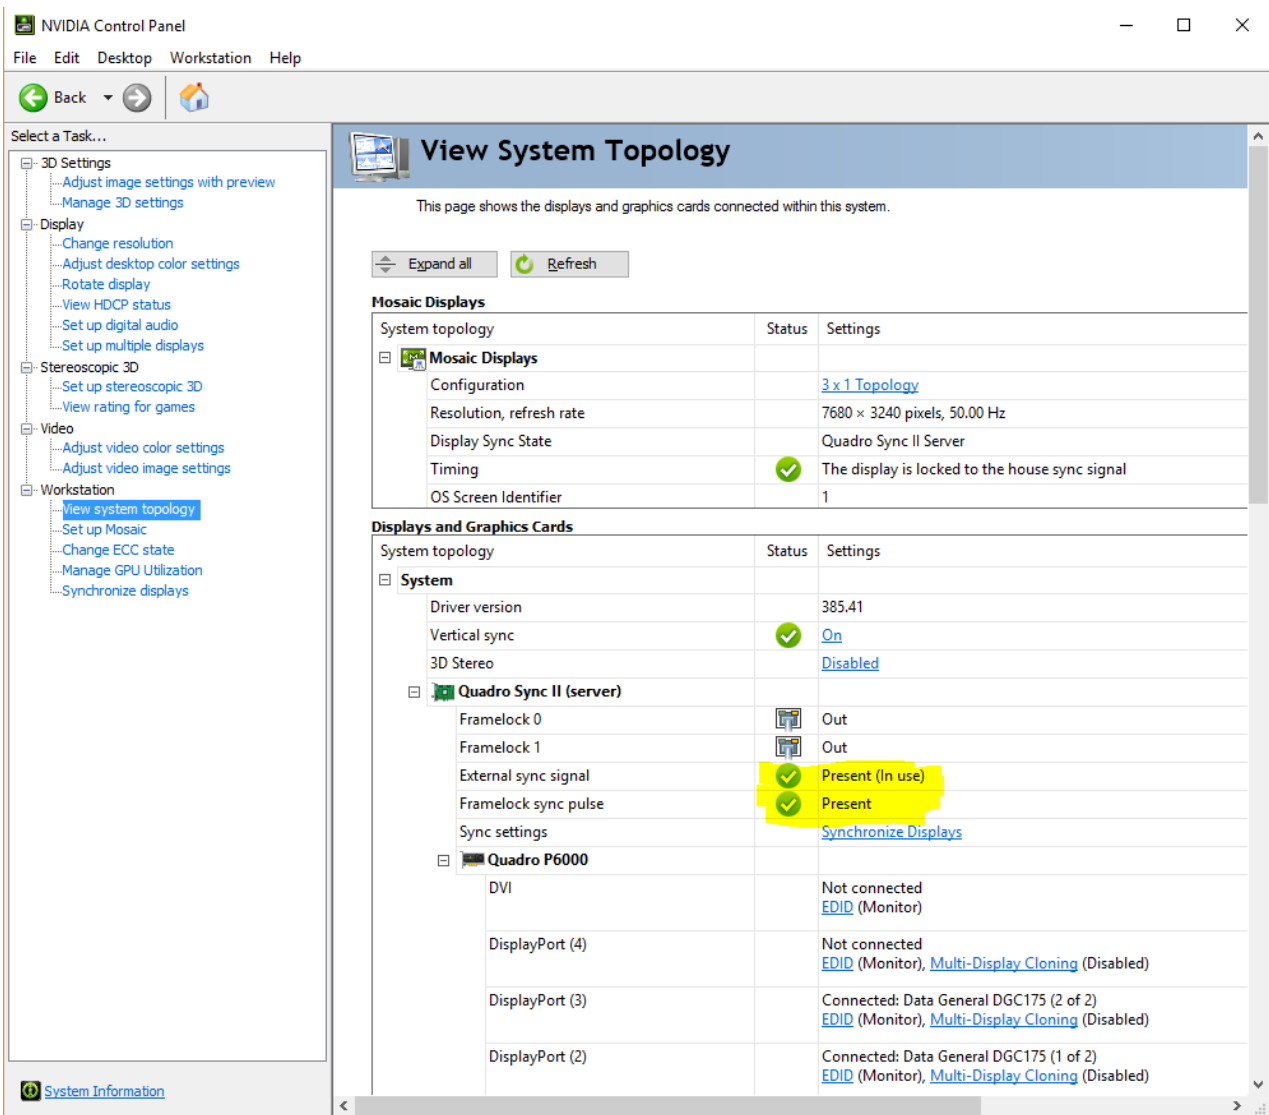 NVIDIA Control Panel
File Edit Desktop Workstation Help
Back
Select a Task...
3D Settings
Adjust image settings with preview
Manage 3D settings
Display
Change resolution
Adjust desktop color settings
Rotate display
View HDCP status
Set up digital audio
Set up multiple displays
Stereoscopic 3D
Set up stereoscopic 3D
View rating for games
Video
Adjust video color settings
Adjust video image settings
Workstation
View system topology
Set up Mosaic
Change ECC state
Manage GPU Utilization
Synchronize displays
System Information
View System Topology
This page shows the displays and graphics cards connected within this system.
Expand all Refresh
Mosaic Displays
System topology Status Settings
Mosaic Displays
Configuration 3 x 1 Topology
Resolution, refresh rate 7680 × 3240 pixels, 50.00 Hz
Display Sync State Quadro Sync II Server
Timing The display is locked to the house sync signal
OS Screen Identifier 1
Displays and Graphics Cards
System topology Status Settings
System
Driver version 385.41
Vertical sync On
3D Stereo Disabled
Quadro Sync II (server)
Framelock 0 Out
Framelock 1 Out
External sync signal Present (In use)
Framelock sync pulse Present
Sync settings Synchronize Displays
Quadro P6000
DVI Not connected
EDID (Monitor)
DisplayPort (4) Not connected
EDID (Monitor), Multi-Display Cloning (Disabled)
DisplayPort (3) Connected: Data General DGC175 (2 of 2)
EDID (Monitor), Multi-Display Cloning (Disabled)
DisplayPort (2) Connected: Data General DGC175 (1 of 2)
EDID (Monitor), Multi-Display Cloning (Disabled)